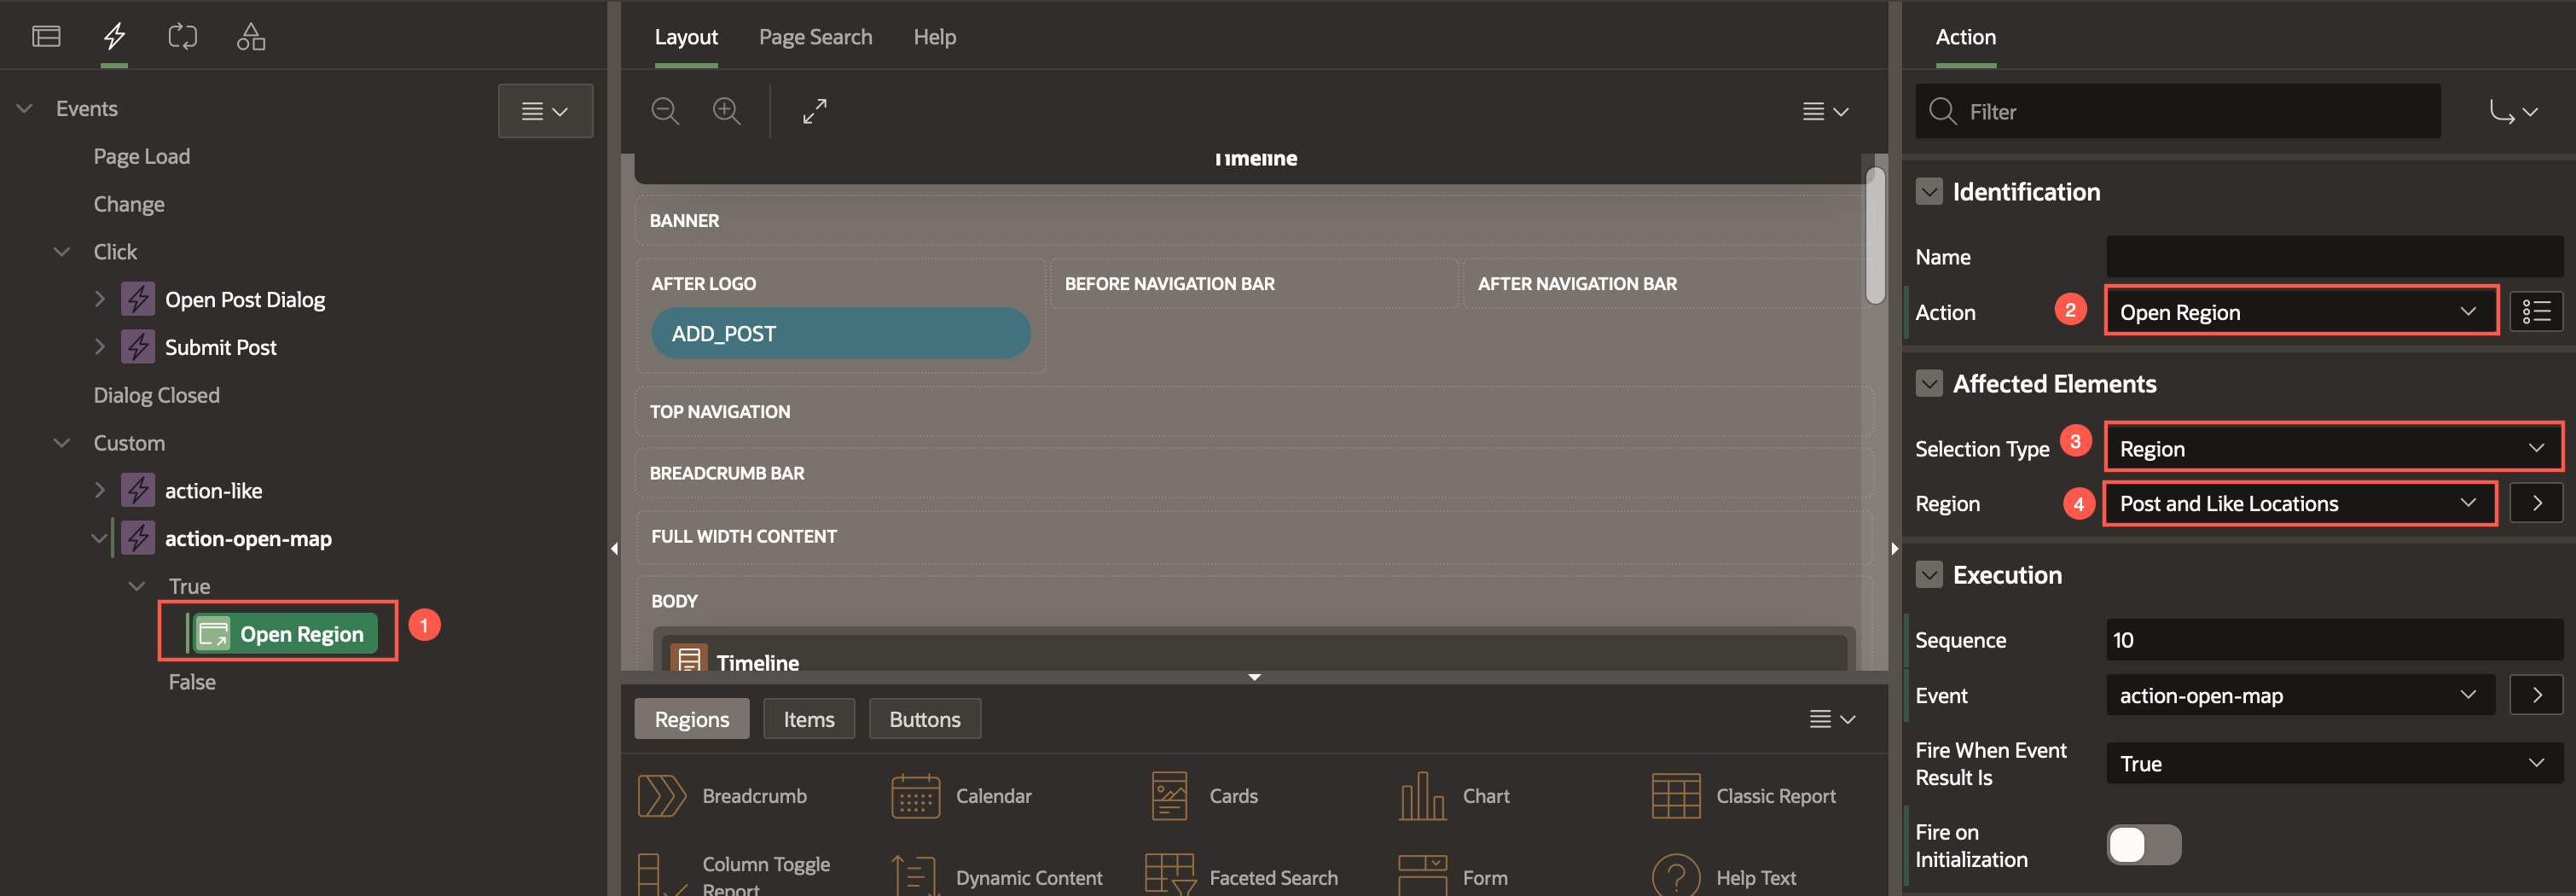 Events
Page Load
Change
Click
Open Post Dialog
Submit Post
Dialog Closed
Custom
action-like
action-open-map
True
Open Region
1
False
Layout
Page Search
Help
Timeline
BANNER
AFTER LOGO
BEFORE NAVIGATION BAR
AFTER NAVIGATION BAR
ADD_POST
TOP NAVIGATION
BREADCRUMB BAR
FULL WIDTH CONTENT
BODY
Timeline
Regions
Items
Buttons
Breadcrumb
Calendar
Cards
Chart
Classic Report
Column Toggle
Report
Dynamic Content
Faceted Search
Form
Help Text
Action
Filter
Identification
Name
Action
2
Open Region
Affected Elements
Selection Type
3
Region
Region
4
Post and Like Locations
Execution
Sequence
10
Event
action-open-map
Fire When Event
Result Is
True
Fire on
Initialization